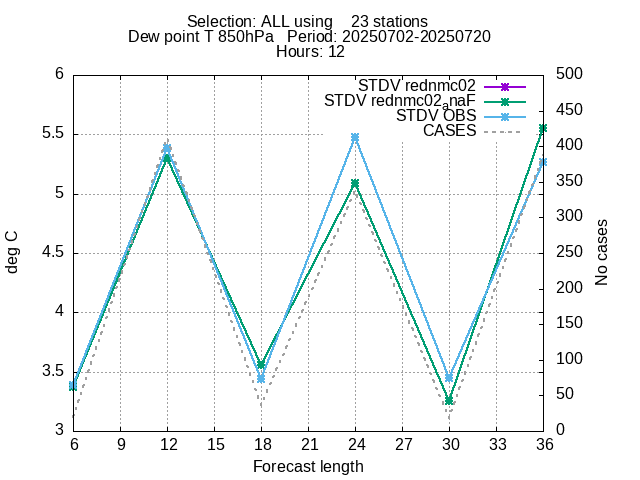 Selection: ALL using    23 stations
Dew point T 850hPa   Period: 20250702-20250720
Hours: 12
STDV rednmc02
STDV rednmc02anaF
STDV OBS
CASES
deg C
6
5.5
5
4.5
4
3.5
3
500
450
400
350
300
250
200
150
100
50
0
No cases
6 9 12 15 18 21 24 27 30 33 36
Forecast length